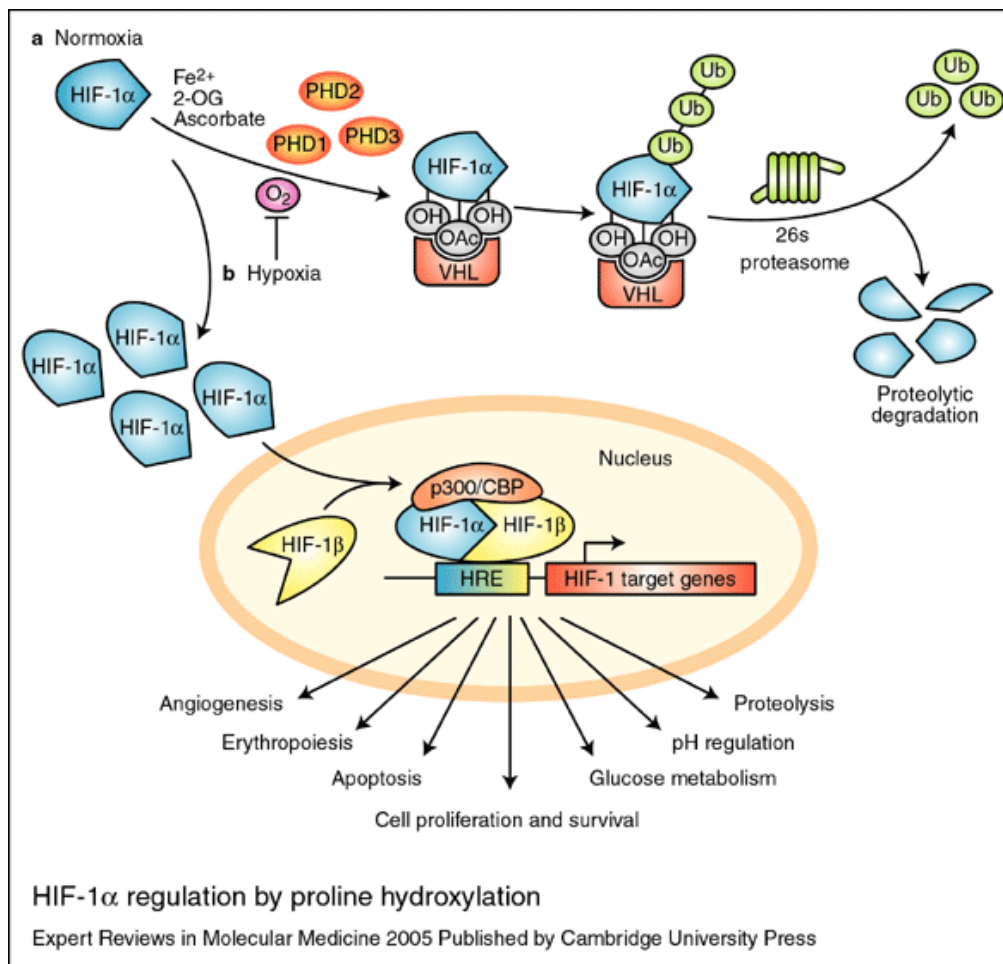 a Normoxia
HIF-1α
Fe2+
2-OG
Ascorbate
PHD2
PHD1
PHD3
O2
b Hypoxia
HIF-1α
OH
OH
OAc
VHL
Ub
Ub
Ub
HIF-1α
OH
OH
OAc
VHL
26s
proteasome
Ub
Ub
Ub
Proteolytic
degradation
HIF-1α
HIF-1α
HIF-1α
HIF-1α
Nucleus
p300/CBP
HIF-1α
HIF-1β
HIF-1β
HRE
HIF-1 target genes
Angiogenesis
Erythropoiesis
Apoptosis
Cell proliferation and survival
Glucose metabolism
pH regulation
Proteolysis
HIF-1α regulation by proline hydroxylation
Expert Reviews in Molecular Medicine 2005 Published by Cambridge University Press